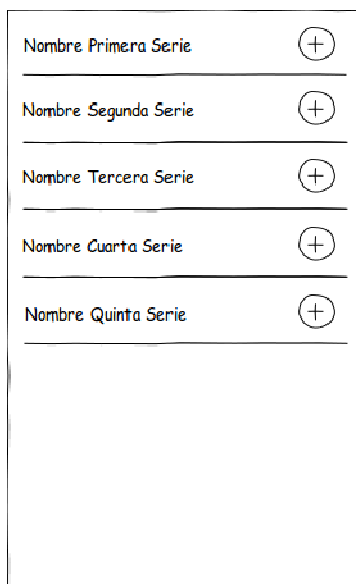 Nombre Primera Serie
Nombre Segunda Serie
Nombre Tercera Serie
Nombre Cuarta Serie
Nombre Quinta Serie